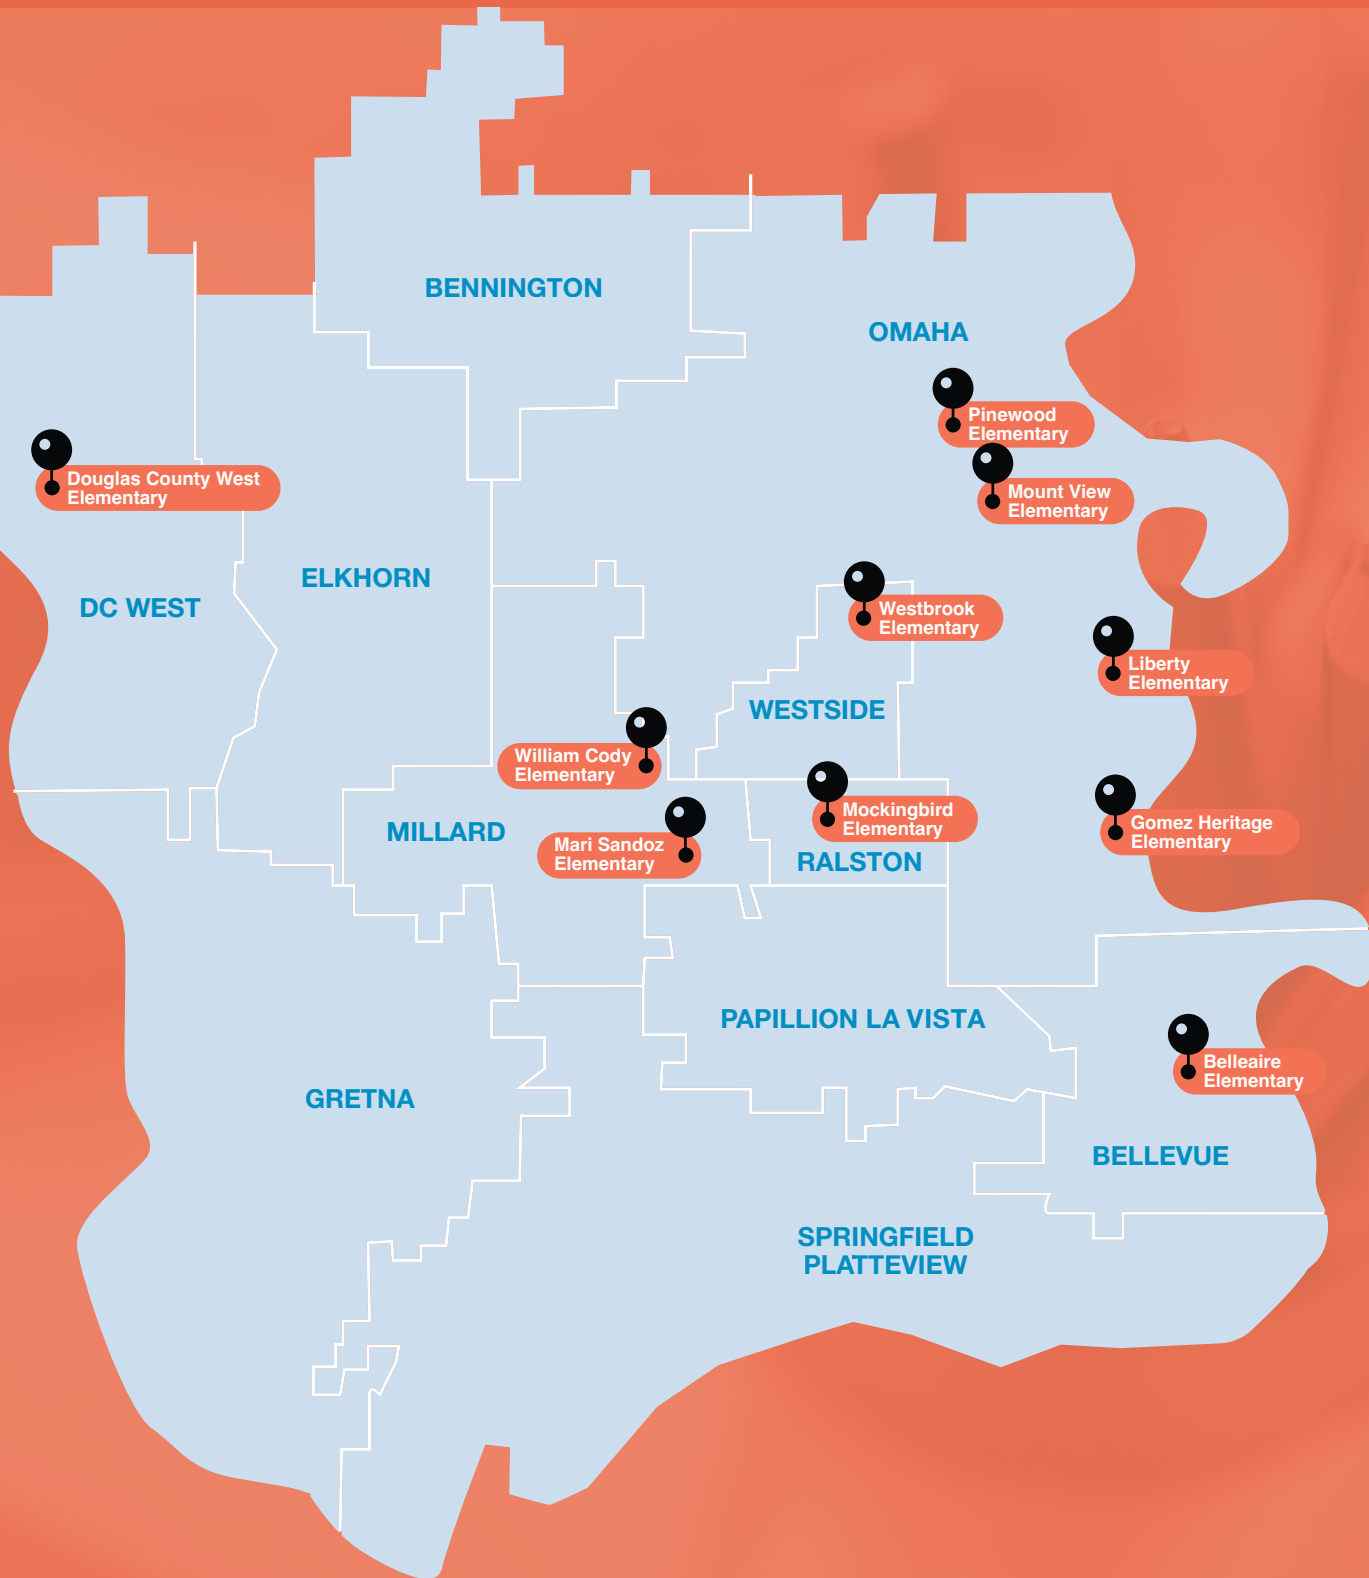 BENNINGTON
OMAHA
Pinewood
Elementary
Douglas County West
Elementary
Mount View
Elementary
ELKHORN
DC WEST
Westbrook
Elementary
Liberty
Elementary
WESTSIDE
William Cody
Elementary
Mockingbird
Elementary
Gomez Heritage
Elementary
MILLARD
Mari Sandoz
Elementary
RALSTON
PAPILLION LA VISTA
Belleaire
Elementary
GRETNA
BELLEVUE
SPRINGFIELD
PLATTEVIEW